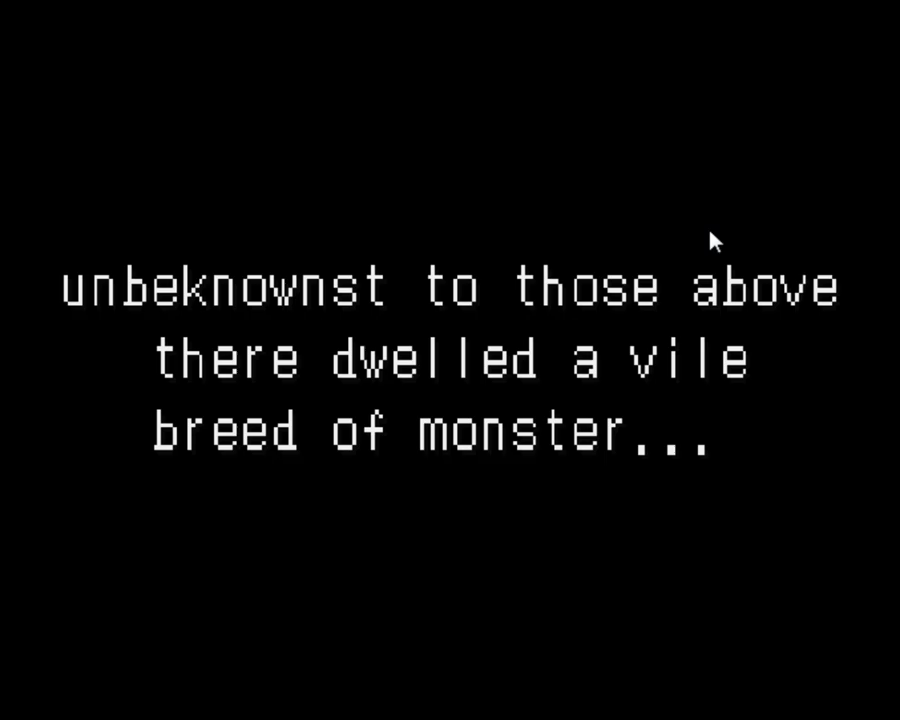 unbeknownst to those above
there dwelled a vile
breed of monster...